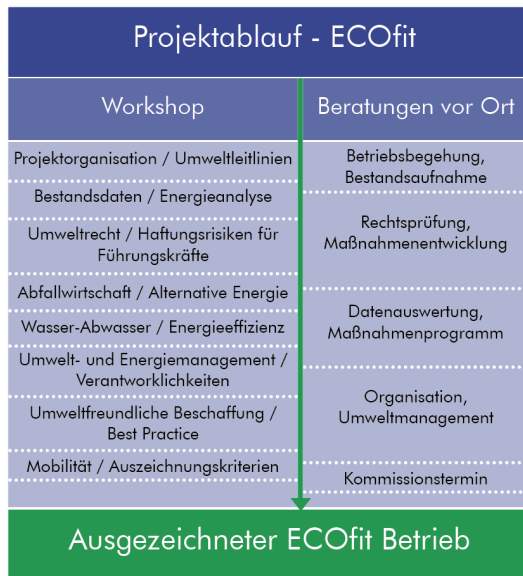 Projektablauf - ECOfit
Workshop
Projektorganisation / Umweltleitlinien
Bestandsdaten / Energieanalyse
Umweltrecht / Haftungsrisiken für
Führungskräfte
Abfallwirtschaft / Alternative Energie
Wasser-Abwasser / Energieeffizienz
Umwelt- und Energiemanagement /
Verantworklichkeiten
Umweltfreundliche Beschaffung /
Best Practice
Mobilität / Auszeichnungskriterien
Beratungen vor Ort
Betriebsbegehung,
Bestandsaufnahme
Rechtsprüfung,
Maßnahmenentwicklung
Datenauswertung,
Maßnahmenprogramm
Organisation,
Umweltmanagement
Kommissionstermin
Ausgezeichneter ECOfit Betrieb